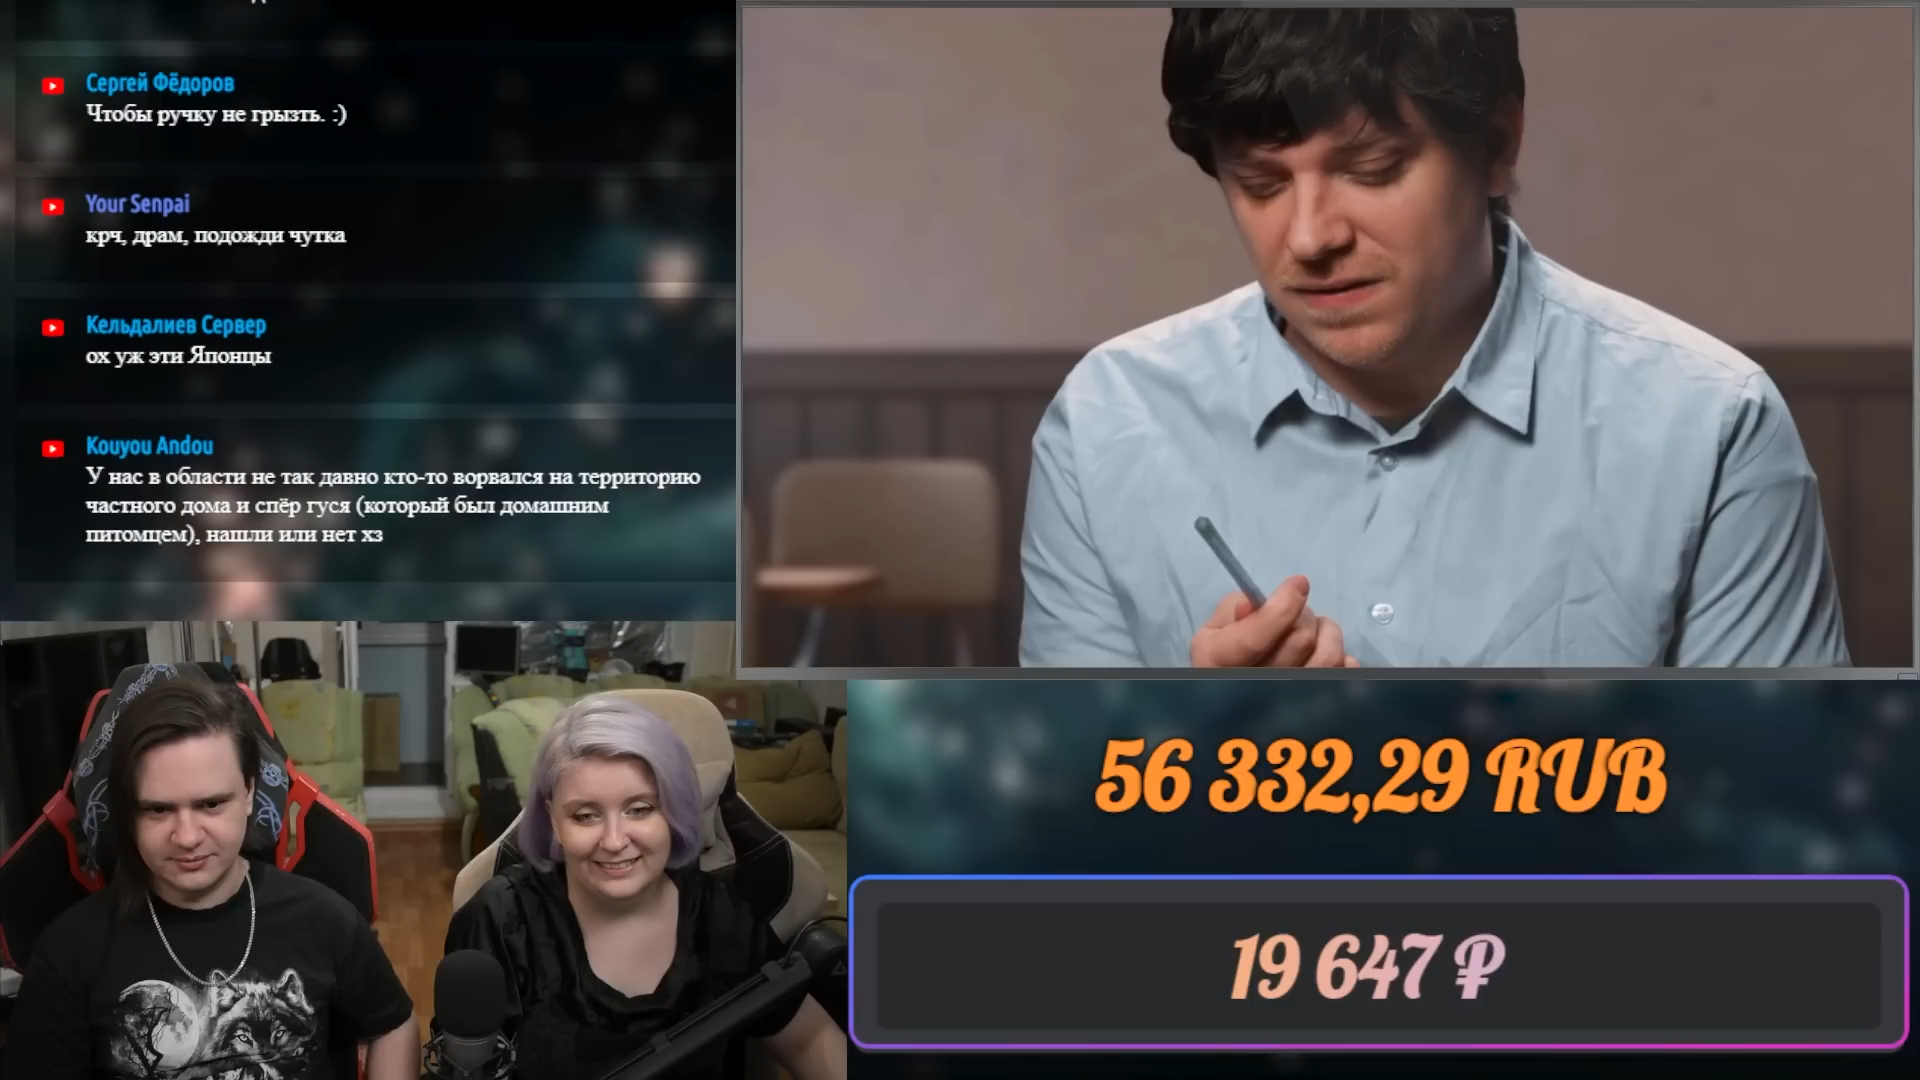 Сергей Фёдоров
Чтобы ручку не грызть. :)
Your Senpai
крч, драм, подожди чутка
Кельдалиев Сервер
ох уж эти Японцы
Kouyou Andou
У нас в области не так давно кто-то ворвался на территорию
частного дома и спёр гуся (который был домашним
питомцем), нашли или нет хз
56 332,29 RUB
19 647 ₽